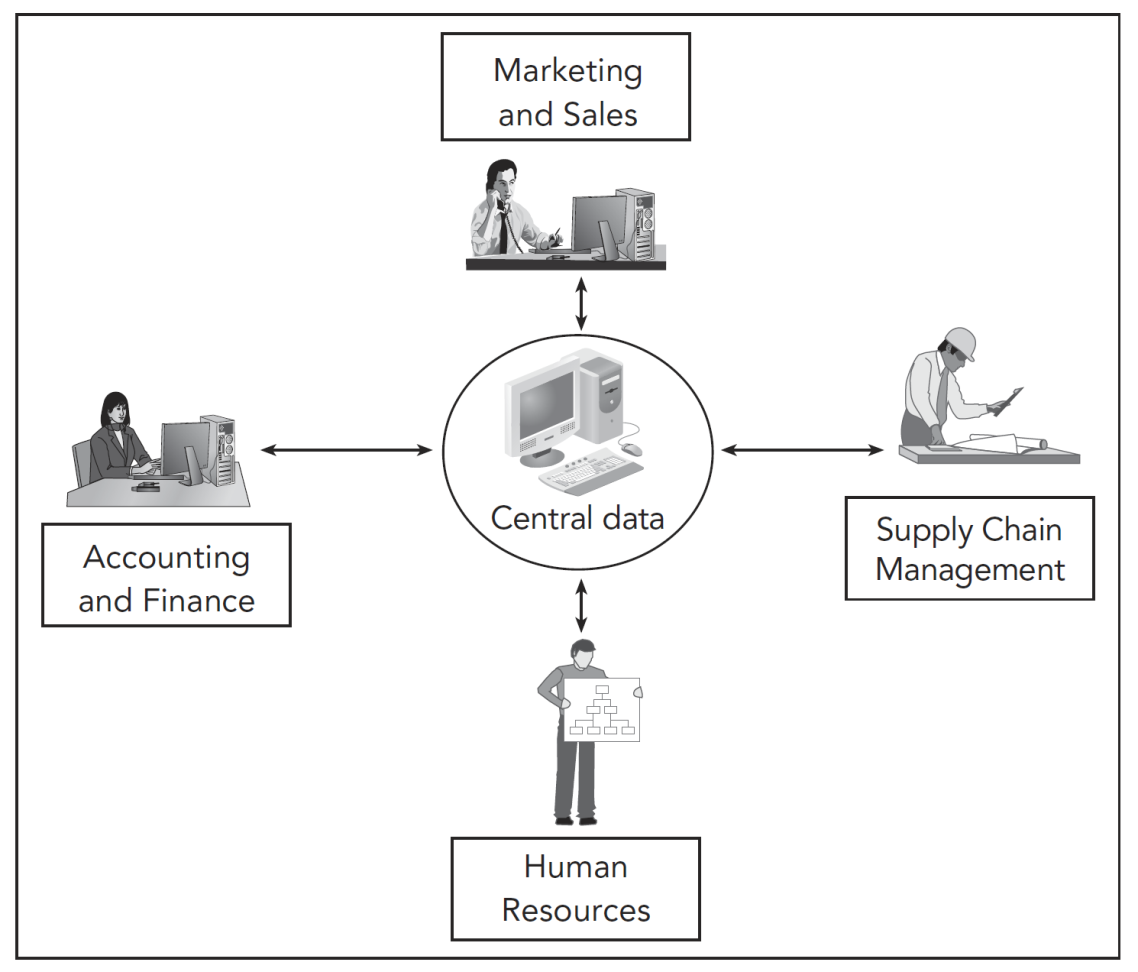 Marketing
and Sales
Central data
Accounting
and Finance
Supply Chain
Management
Human
Resources